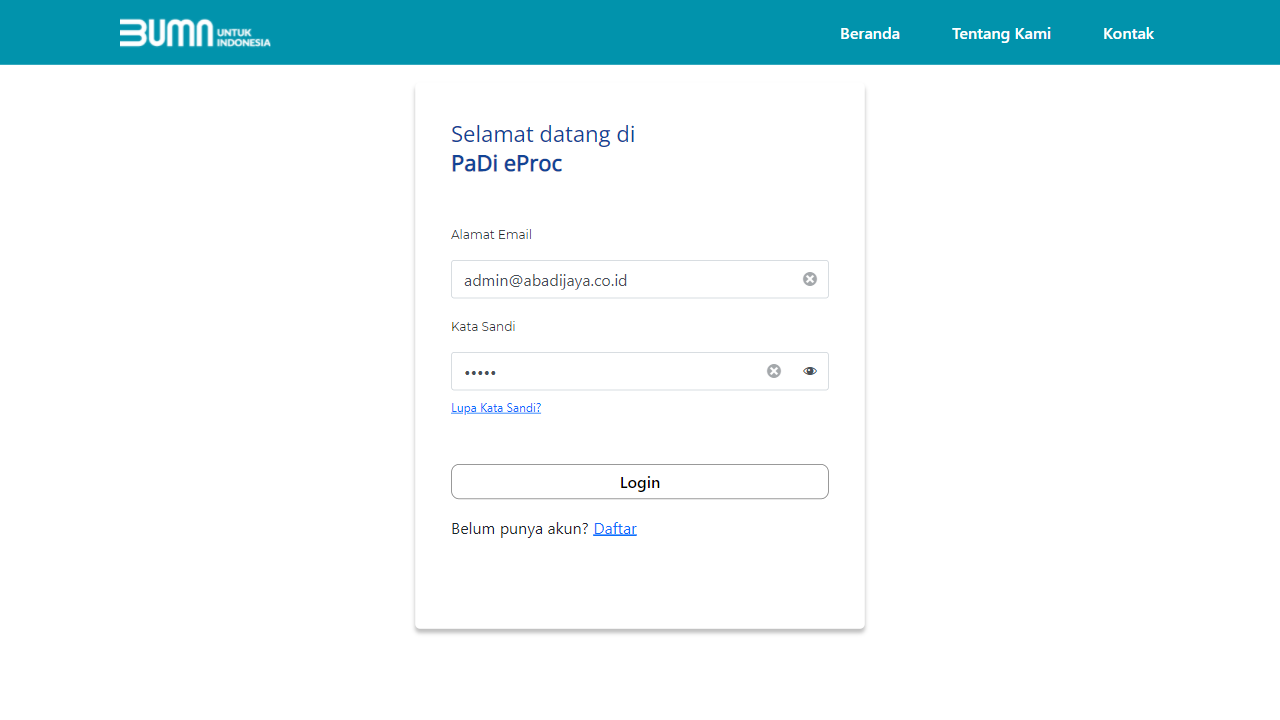 BUMN UNTUK
INDONESIA
Beranda
Tentang Kami
Kontak
Selamat datang di
PaDi eProc
Alamat Email
admin@abadijaya.co.id
Kata Sandi
•••••
Lupa Kata Sandi?
Login
Belum punya akun? Daftar